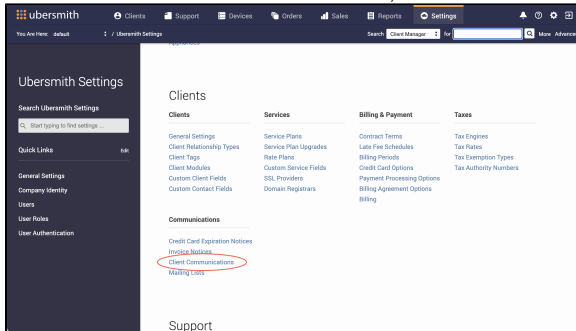 ubersmith Clients Support Devices Orders Sales Reports Settings
You Are Here: default / Ubersmith Settings Search Client Manager for More Advanced
Appliances
Ubersmith Settings
Search Ubersmith Settings
Start typing to find settings ...
Quick Links Edit
General Settings
Company Identity
Users
User Roles
User Authentication
Clients
Clients Services Billing & Payment Taxes
General Settings Service Plans Contract Terms Tax Engines
Client Relationship Types Service Plan Upgrades Late Fee Schedules Tax Rates
Client Tags Rate Plans Billing Periods Tax Exemption Types
Client Modules Custom Service Fields Credit Card Options Tax Authority Numbers
Custom Client Fields SSL Providers Payment Processing Options
Custom Contact Fields Domain Registrars Billing Agreement Options
Billing
Communications
Credit Card Expiration Notices
Invoice Notices
Client Communications
Mailing Lists
Support